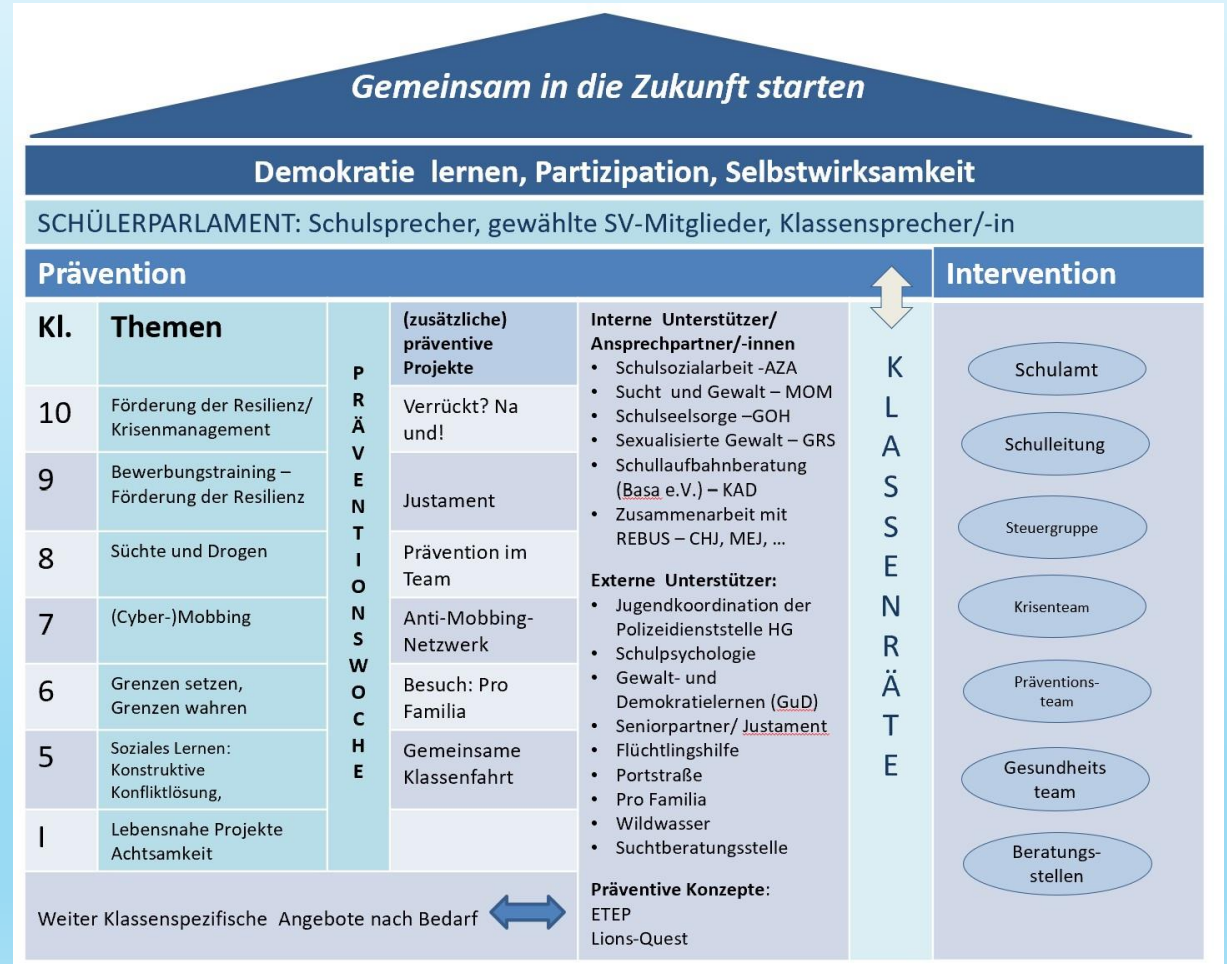 Gemeinsam in die Zukunft starten
Demokratie lernen, Partizipation, Selbstwirksamkeit
SCHÜLERPARLAMENT: Schulsprecher, gewählte SV-Mitglieder, Klassensprecher/-in
Prävention
Intervention
Kl.
Themen
PRÄVENTIONSWOCHE
(zusätzliche)
präventive
Projekte
10
Förderung der Resilienz/
Krisenmanagement
Verrückt? Na
und!
9
Bewerbungstraining –
Förderung der Resilienz
Justament
8
Süchte und Drogen
Prävention im
Team
7
(Cyber-)Mobbing
Anti-Mobbing-
Netzwerk
6
Grenzen setzen,
Grenzen wahren
Besuch: Pro
Familia
5
Soziales Lernen:
Konstruktive
Konfliktlösung,
Gemeinsame
Klassenfahrt
I
Lebensnahe Projekte
Achtsamkeit
Weiter Klassenspezifische Angebote nach Bedarf
Interne Unterstützer/
Ansprechpartner/-innen
• Schulsozialarbeit -AZA
• Sucht und Gewalt – MOM
• Schulseelsorge –GOH
• Sexualisierte Gewalt – GRS
• Schullaufbahnberatung
(Basa e.V.) – KAD
• Zusammenarbeit mit
REBUS – CHJ, MEJ, ...
Externe Unterstützer:
• Jugendkoordination der
Polizeidienststelle HG
• Schulpsychologie
• Gewalt- und
Demokratielernen (GuD)
• Seniorpartner/ Justament
• Flüchtlingshilfe
• Portstraße
• Pro Familia
• Wildwasser
• Suchtberatungsstelle
Präventive Konzepte:
ETEP
Lions-Quest
KLASSENRÄTE
Schulamt
Schulleitung
Steuergruppe
Krisenteam
Präventions-
team
Gesundheits
team
Beratungs-
stellen